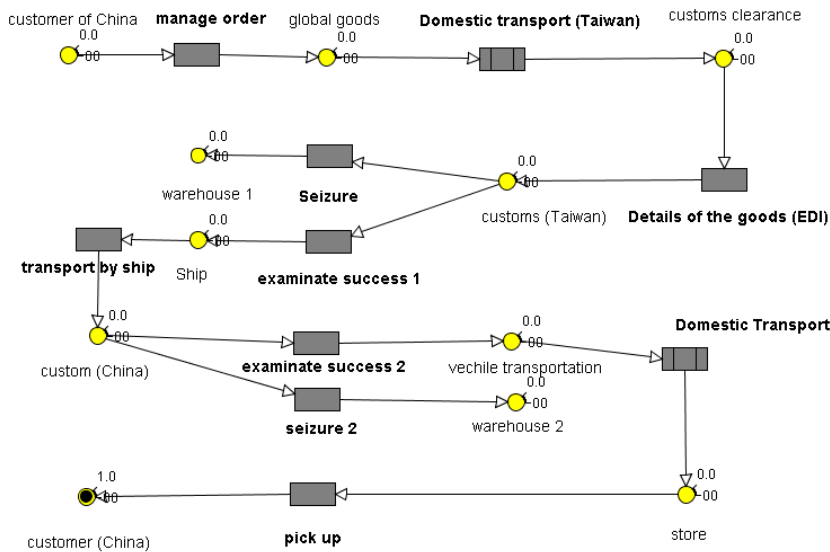 customer of China
manage order
global goods
Domestic transport (Taiwan)
customs clearance
0.0
0.0
0.0
00
00
00
0.0
0.0
00
00
warehouse 1
Seizure
customs (Taiwan)
Details of the goods (EDI)
0.0
00
transport by ship
Ship
examinate success 1
0.0
00
0.0
00
Domestic Transport
custom (China)
examinate success 2
vechile transportation
0.0
00
seizure 2
warehouse 2
1.0
00
0.0
00
customer (China)
pick up
store